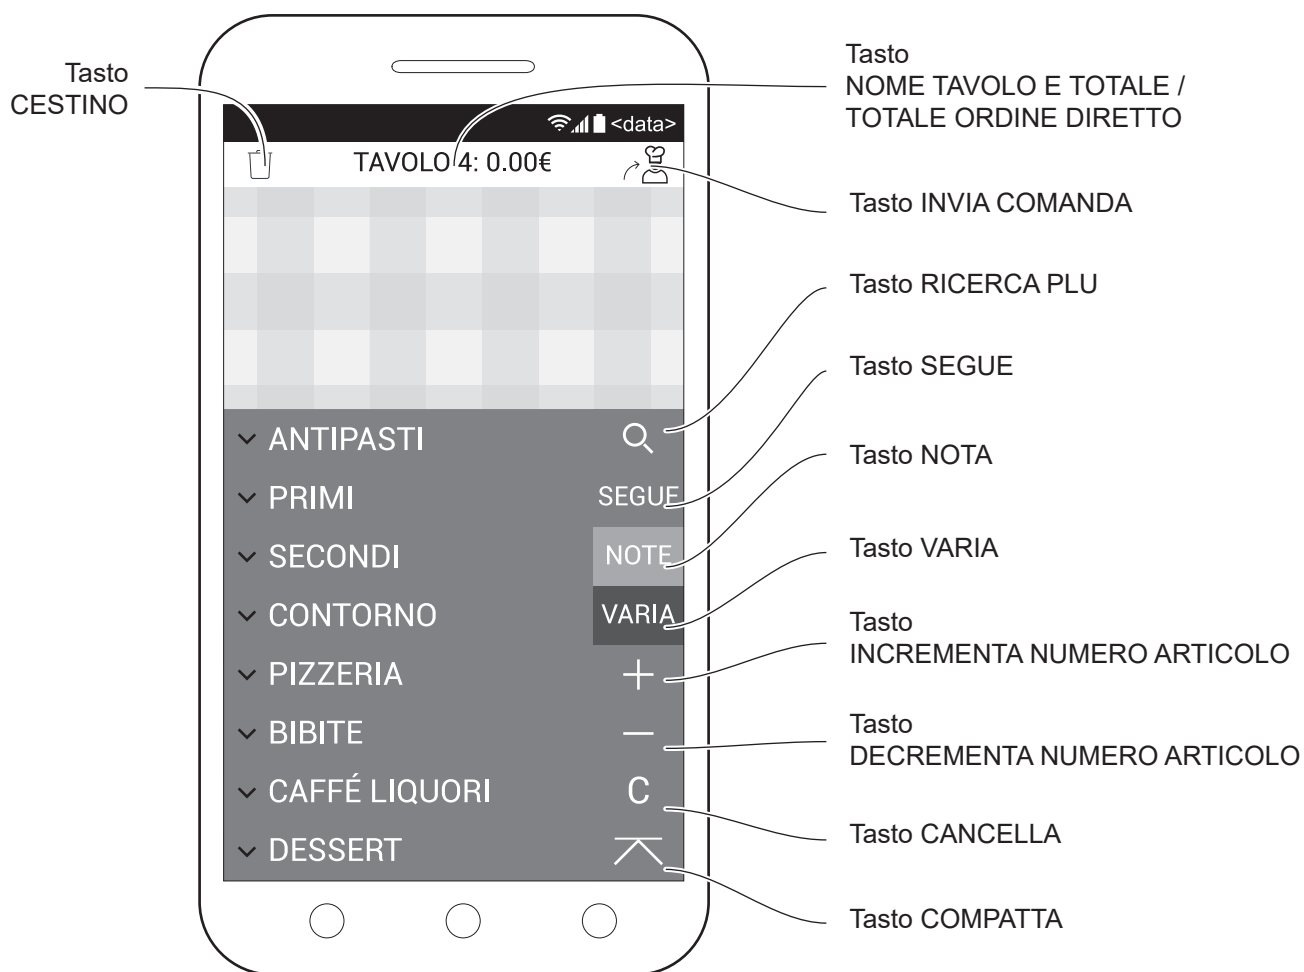 Tasto
CESTINO
Tasto
NOME TAVOLO E TOTALE /
TOTALE ORDINE DIRETTO
<data>
TAVOLO 4: 0.00€
Tasto INVIA COMANDA
Tasto RICERCA PLU
Tasto SEGUE
ANTIPASTI
Tasto NOTA
PRIMI
SEGUE
SECONDI
NOTE
Tasto VARIA
CONTORNO
VARIA
Tasto
INCREMENTA NUMERO ARTICOLO
PIZZERIA
+
Tasto
DECREMENTA NUMERO ARTICOLO
BIBITE
–
CAFFÉ LIQUORI
C
Tasto CANCELLA
DESSERT
Tasto COMPATTA